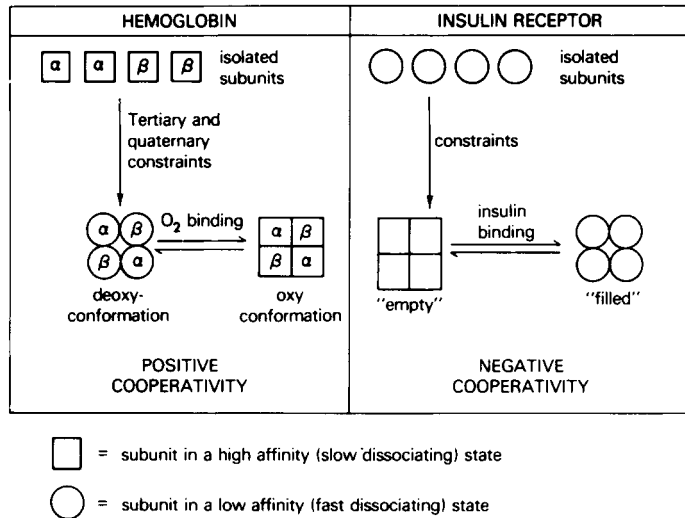 HEMOGLOBIN
α α β β
isolated
subunits
Tertiary and
quaternary
constraints
α β
β α
O₂ binding
α β
β α
deoxy-
conformation
oxy
conformation
POSITIVE
COOPERATIVITY
INSULIN RECEPTOR
isolated
subunits
constraints
insulin
binding
"empty"
"filled"
NEGATIVE
COOPERATIVITY
= subunit in a high affinity (slow dissociating) state
= subunit in a low affinity (fast dissociating) state